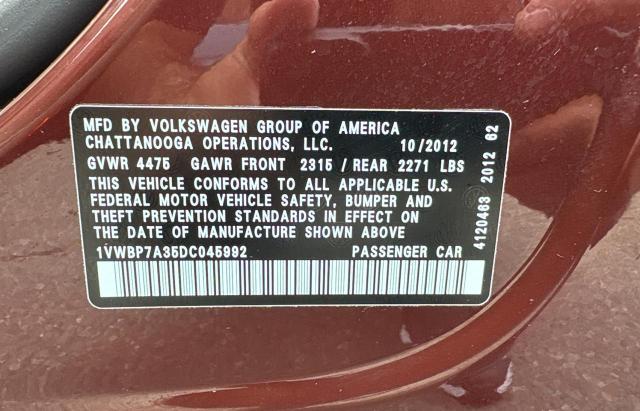 MFD BY VOLKSWAGEN GROUP OF AMERICA
CHATTANOOGA OPERATIONS, LLC. 10/2012
GVWR 4475 GAWR FRONT 2315 / REAR 2271 LBS
THIS VEHICLE CONFORMS TO ALL APPLICABLE U.S.
FEDERAL MOTOR VEHICLE SAFETY, BUMPER AND
THEFT PREVENTION STANDARDS IN EFFECT ON
THE DATE OF MANUFACTURE SHOWN ABOVE
1VWBP7A35DC045992 PASSENGER CAR
4120463 2012 62